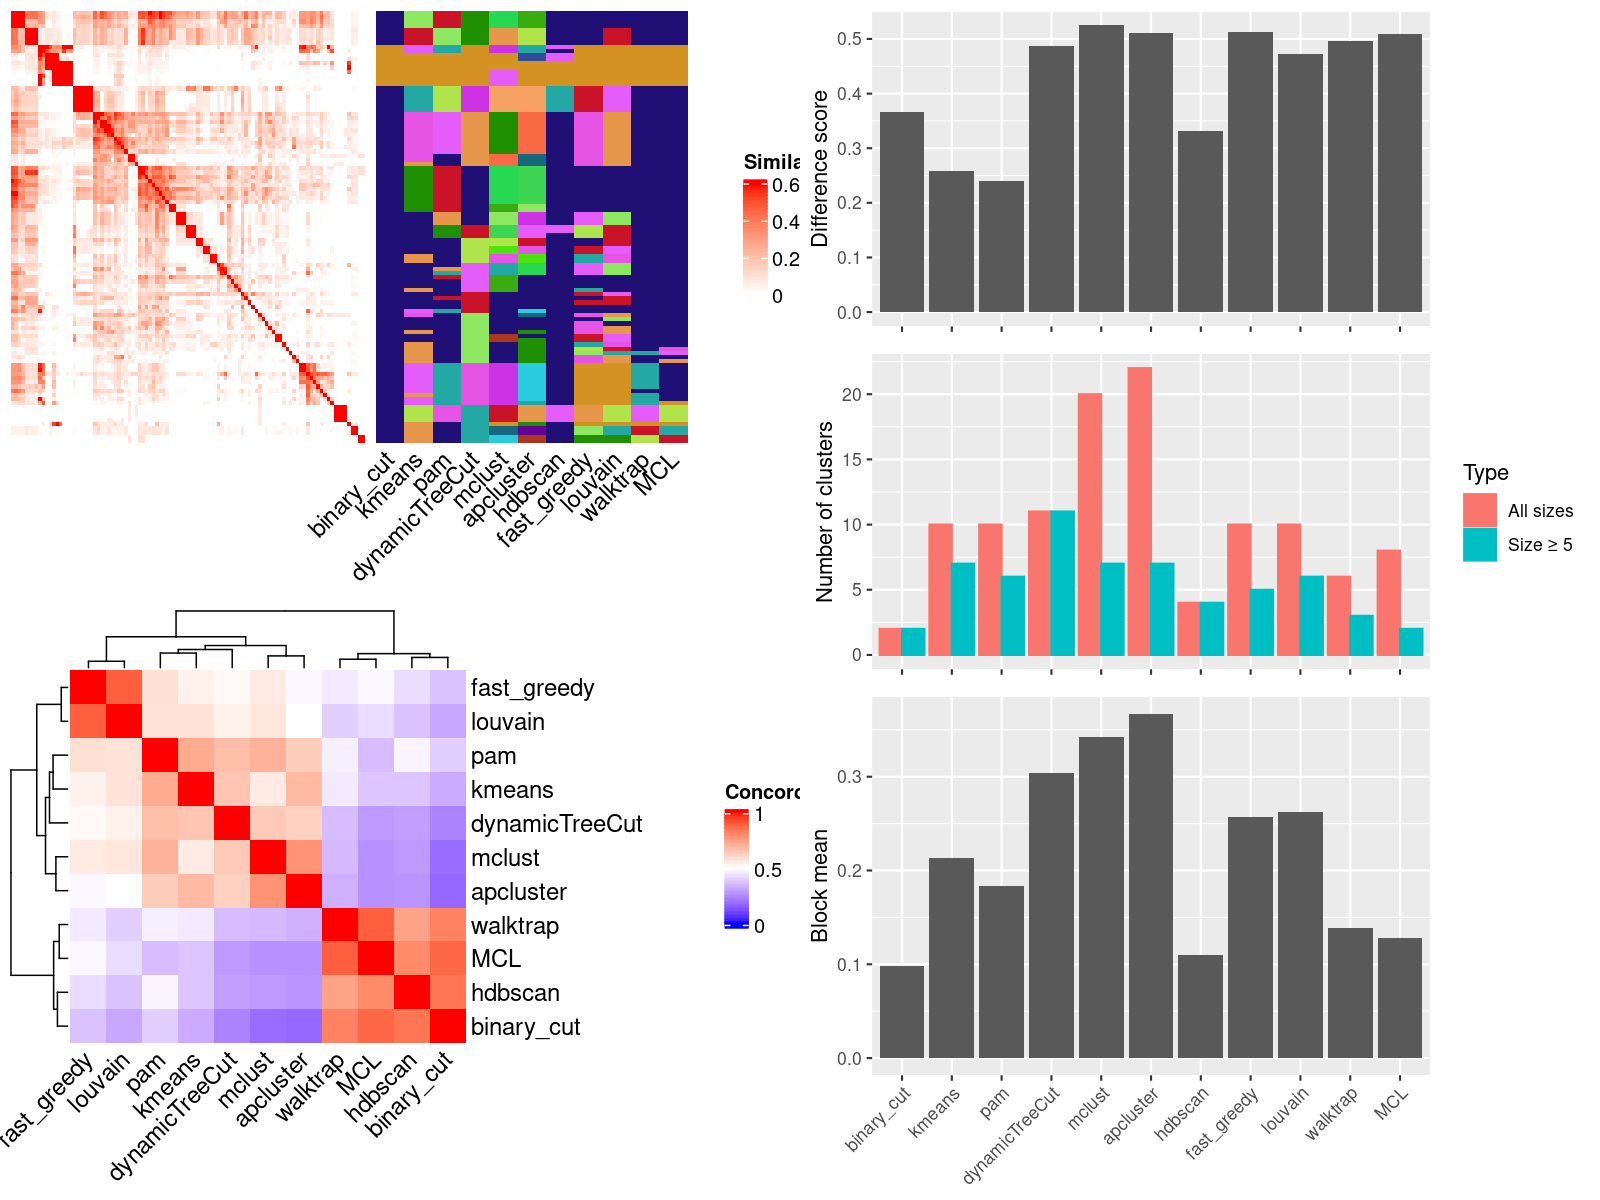 Simila
0.6
0.4
0.2
0
binary_cut
kmeans
pam
dynamicTreeCut
mclust
apcluster
hdbscan
fast_greedy
louvain
walktrap
MCL
Difference score
0.5
0.4
0.3
0.2
0.1
0.0
Number of clusters
20
15
10
5
0
Type
All sizes
Size ≥ 5
fast_greedy
louvain
pam
kmeans
dynamicTreeCut
mclust
apcluster
walktrap
MCL
hdbscan
binary_cut
Concord
1
0.5
0
fast_greedy
louvain
pam
kmeans
dynamicTreeCut
mclust
apcluster
walktrap
MCL
hdbscan
binary_cut
Block mean
0.3
0.2
0.1
0.0
binary_cut
kmeans
pam
dynamicTreeCut
mclust
apcluster
hdbscan
fast_greedy
louvain
walktrap
MCL